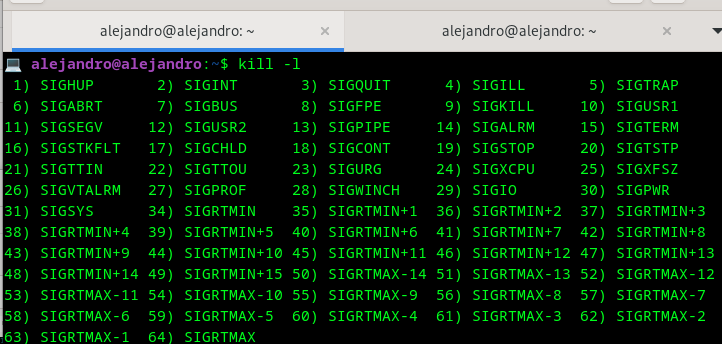 alejandro@alejandro: ~ × alejandro@alejandro: ~ ×
alejandro@alejandro:~$ kill -l
1) SIGHUP 2) SIGINT 3) SIGQUIT 4) SIGILL 5) SIGTRAP
6) SIGABRT 7) SIGBUS 8) SIGFPE 9) SIGKILL 10) SIGUSR1
11) SIGSEGV 12) SIGUSR2 13) SIGPIPE 14) SIGALRM 15) SIGTERM
16) SIGSTKFLT 17) SIGCHLD 18) SIGCONT 19) SIGSTOP 20) SIGTSTP
21) SIGTTIN 22) SIGTTOU 23) SIGURG 24) SIGXCPU 25) SIGXFSZ
26) SIGVTALRM 27) SIGPROF 28) SIGWINCH 29) SIGIO 30) SIGPWR
31) SIGSYS 34) SIGRTMIN 35) SIGRTMIN+1 36) SIGRTMIN+2 37) SIGRTMIN+3
38) SIGRTMIN+4 39) SIGRTMIN+5 40) SIGRTMIN+6 41) SIGRTMIN+7 42) SIGRTMIN+8
43) SIGRTMIN+9 44) SIGRTMIN+10 45) SIGRTMIN+11 46) SIGRTMIN+12 47) SIGRTMIN+13
48) SIGRTMIN+14 49) SIGRTMIN+15 50) SIGRTMAX-14 51) SIGRTMAX-13 52) SIGRTMAX-12
53) SIGRTMAX-11 54) SIGRTMAX-10 55) SIGRTMAX-9 56) SIGRTMAX-8 57) SIGRTMAX-7
58) SIGRTMAX-6 59) SIGRTMAX-5 60) SIGRTMAX-4 61) SIGRTMAX-3 62) SIGRTMAX-2
63) SIGRTMAX-1 64) SIGRTMAX